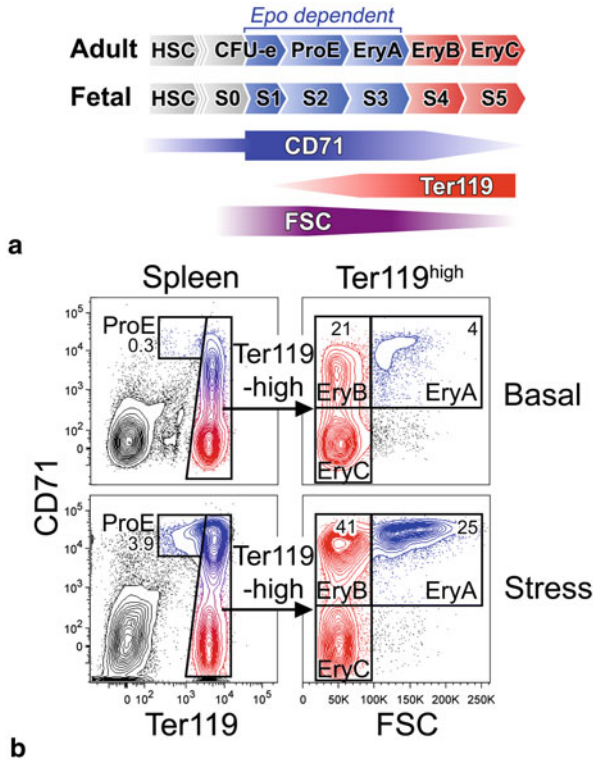 Epo dependent
Adult HSC CFU-e ProE EryA EryB EryC
Fetal HSC S0 S1 S2 S3 S4 S5
CD71
Ter119
FSC
a
Spleen Ter119high
10^5 10^4 10^3 10^2 0
ProE
0.3
Ter119
-high
21 4
EryB EryA
EryC
Basal
CD71
10^5 10^4 10^3 10^2 0
ProE
3.9
Ter119
-high
41 25
EryB EryA
EryC
Stress
0 10^2 10^3 10^4 10^5
0 50K 100K 150K 200K 250K
Ter119 FSC
b